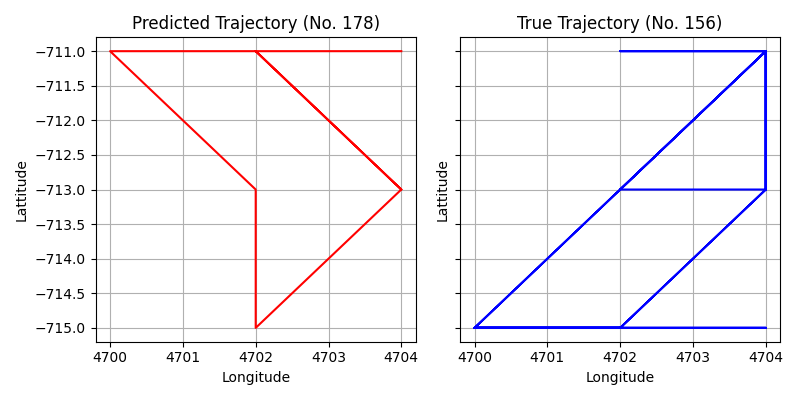 Predicted Trajectory (No. 178)
True Trajectory (No. 156)
−711.0
−711.5
−712.0
−712.5
−713.0
−713.5
−714.0
−714.5
−715.0
Lattitude
Lattitude
4700 4701 4702 4703 4704
4700 4701 4702 4703 4704
Longitude
Longitude